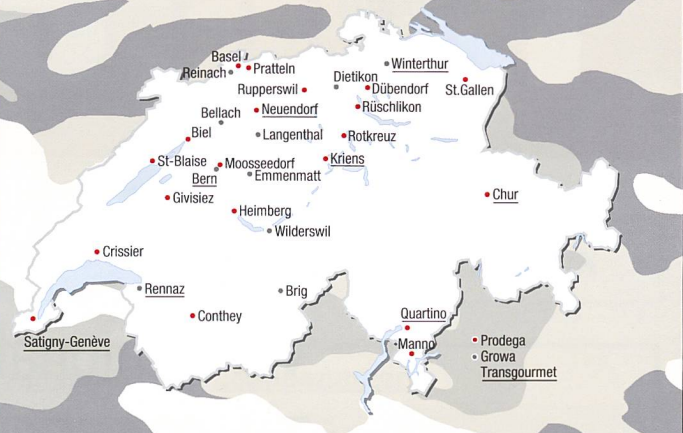 Basel
Reinach
Pratteln
Winterthur
Dietikon
Rupperswil
Dübendorf
St.Gallen
Neuendorf
Rüschlikon
Bellach
Biel
Langenthal
Rotkreuz
St-Blaise
Moosseedorf
Kriens
Bern
Emmenmatt
Givisiez
Chur
Heimberg
Wilderswil
Crissier
Rennaz
Brig
Conthey
Quartino
Satigny-Genève
Manno
Prodega
Growa
Transgourmet